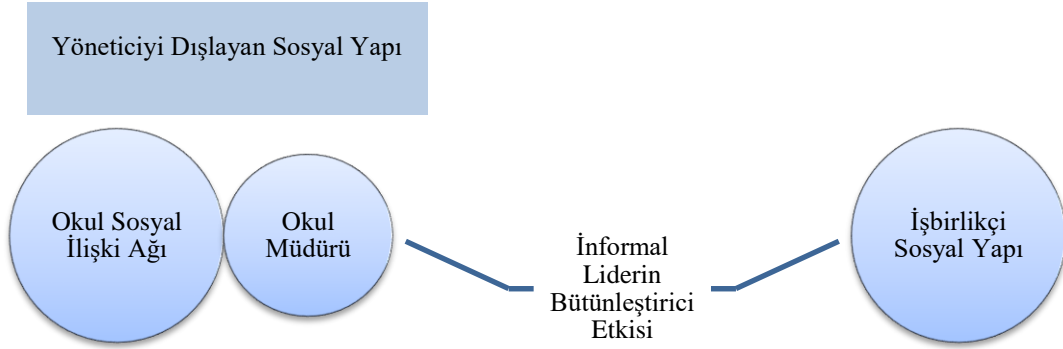 Yöneticiyi Dışlayan Sosyal Yapı
Okul Sosyal
İlişki Ağı
Okul
Müdürü
İnformal
Liderin
Bütünleştirici
Etkisi
İşbirlikçi
Sosyal Yapı